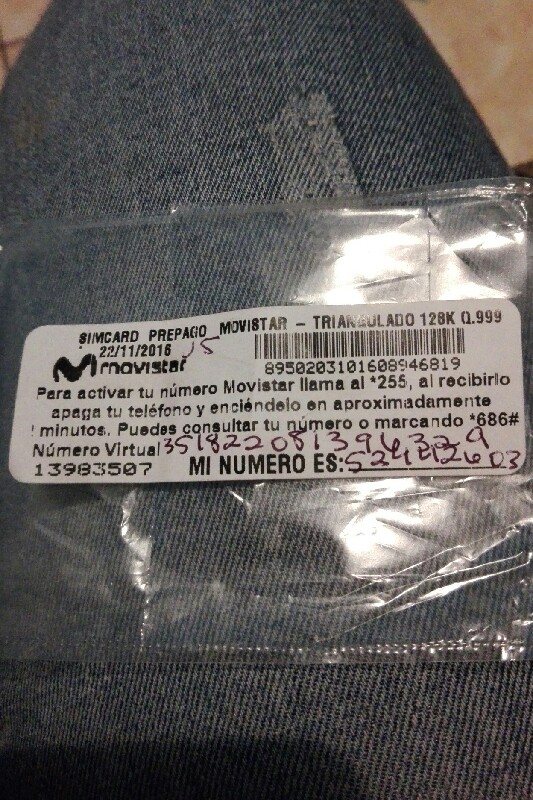 SIMCARD PREPAGO MOVISTAR - TRIANGULADO 128K Q.999
22/11/2016 15
movistar
8950203101608946819
Para activar tu número Movistar llama al *255, al recibirlo
apaga tu teléfono y enciéndelo en aproximadamente
! minutos. Puedes consultar tu número o marcando *686#
Número Virtual
13983507 MI NUMERO ES: